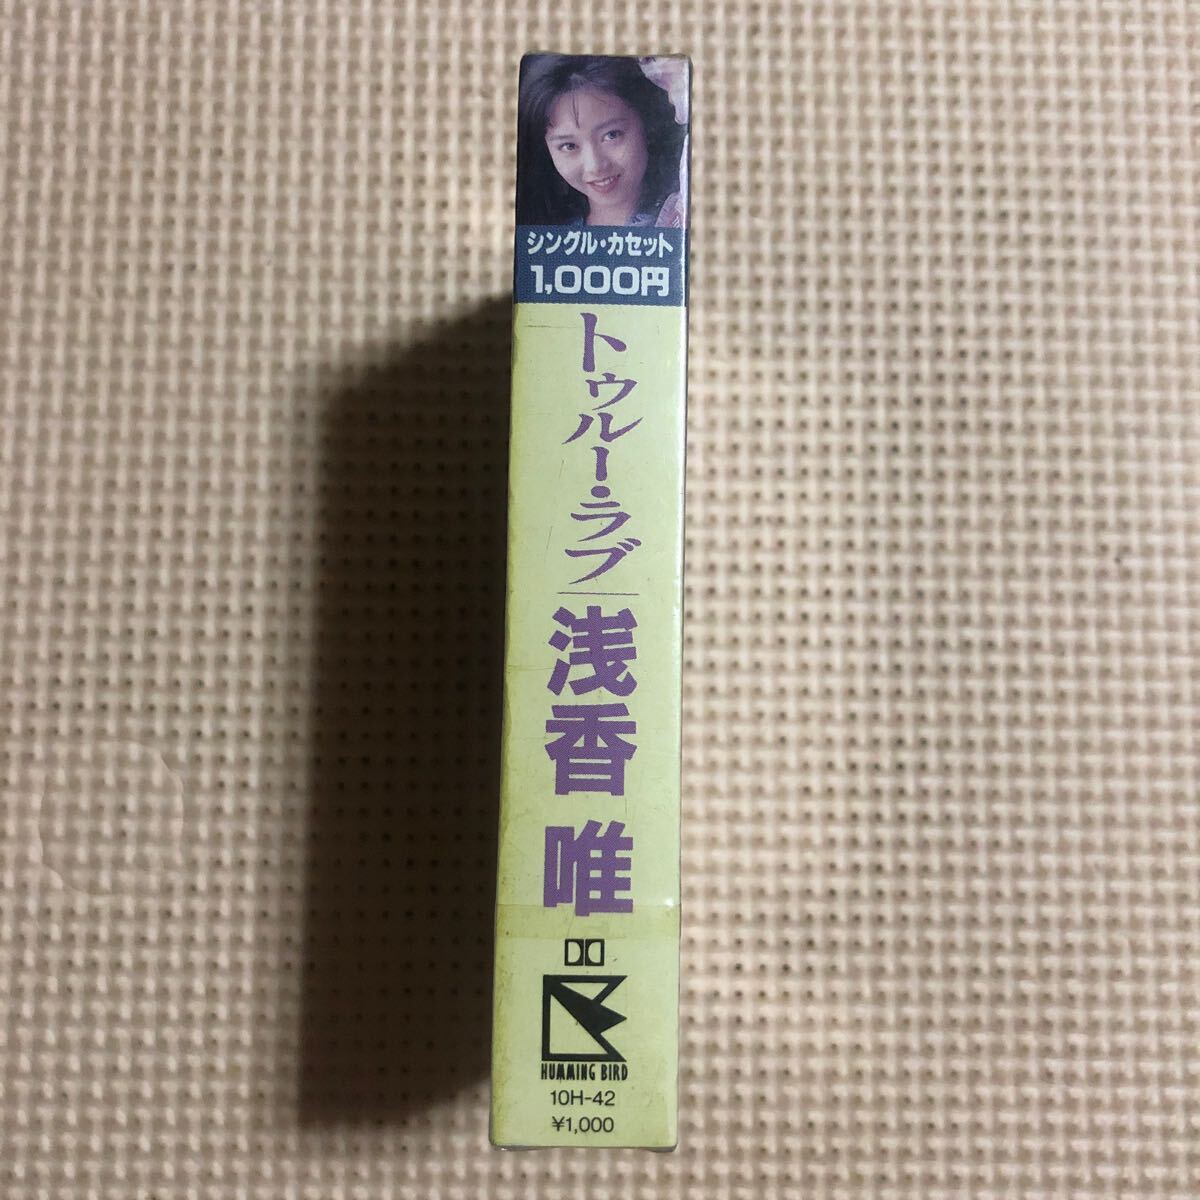 シングル・カセット
1,000円
トゥルー・ラブ
浅香 唯
HUMMING BIRD
10H-42
¥1,000